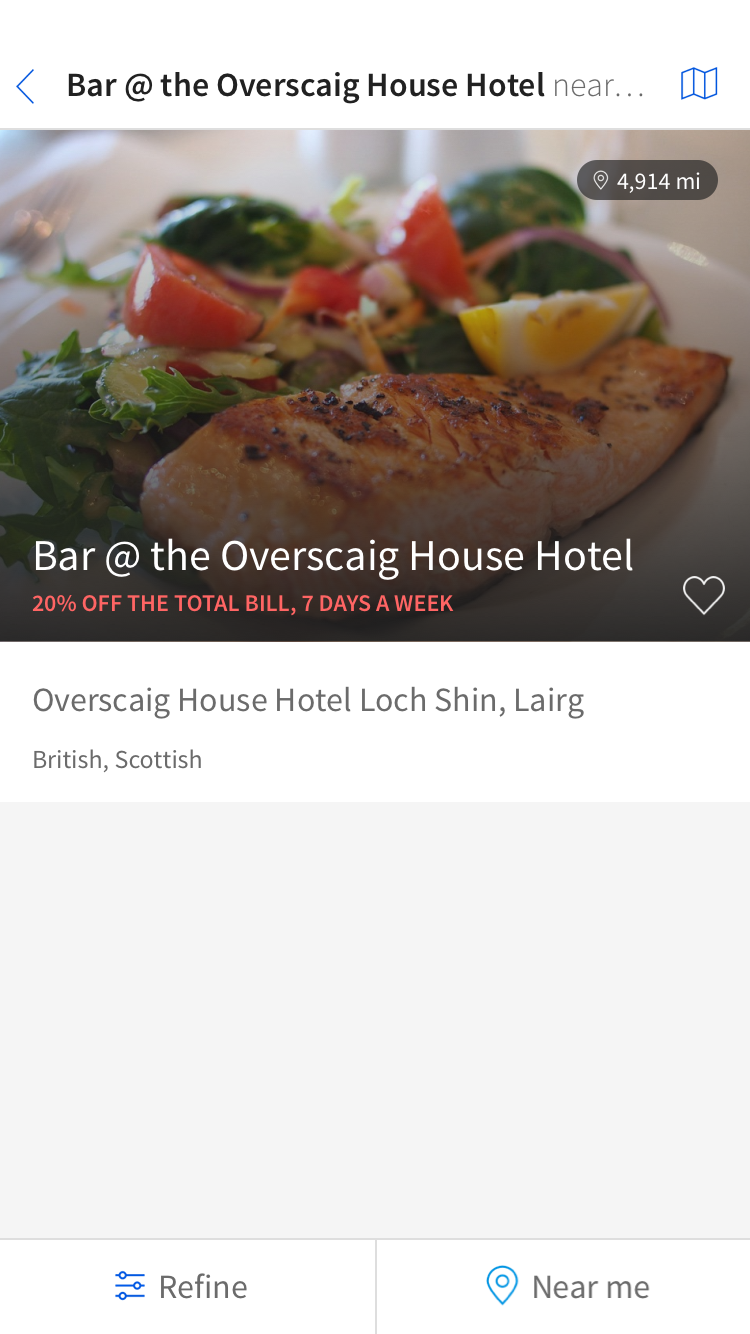 Bar @ the Overscaig House Hotel near…
4,914 mi
Bar @ the Overscaig House Hotel
20% OFF THE TOTAL BILL, 7 DAYS A WEEK
Overscaig House Hotel Loch Shin, Lairg
British, Scottish
Refine
Near me